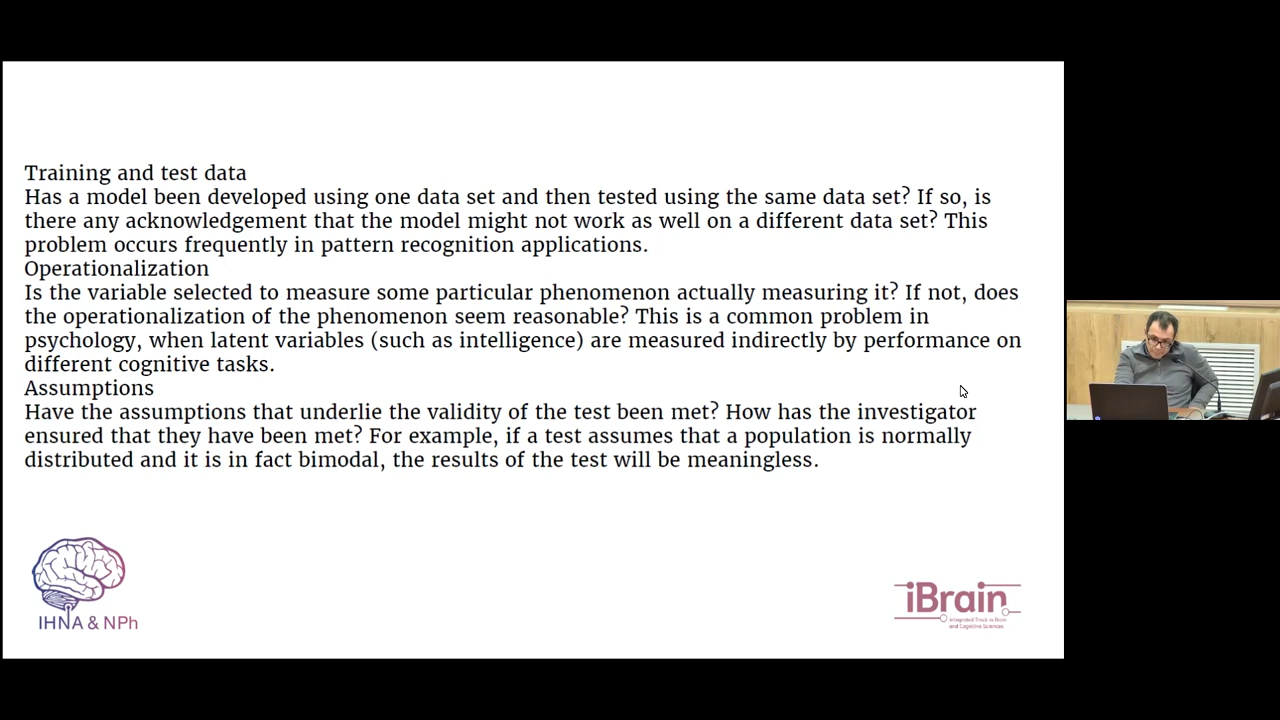 Training and test data
Has a model been developed using one data set and then tested using the same data set? If so, is
there any acknowledgement that the model might not work as well on a different data set? This
problem occurs frequently in pattern recognition applications.
Operationalization
Is the variable selected to measure some particular phenomenon actually measuring it? If not, does
the operationalization of the phenomenon seem reasonable? This is a common problem in
psychology, when latent variables (such as intelligence) are measured indirectly by performance on
different cognitive tasks.
Assumptions
Have the assumptions that underlie the validity of the test been met? How has the investigator
ensured that they have been met? For example, if a test assumes that a population is normally
distributed and it is in fact bimodal, the results of the test will be meaningless.
IHNA & NPh
iBrain
Integrated Track in Brain
and Cognitive Sciences